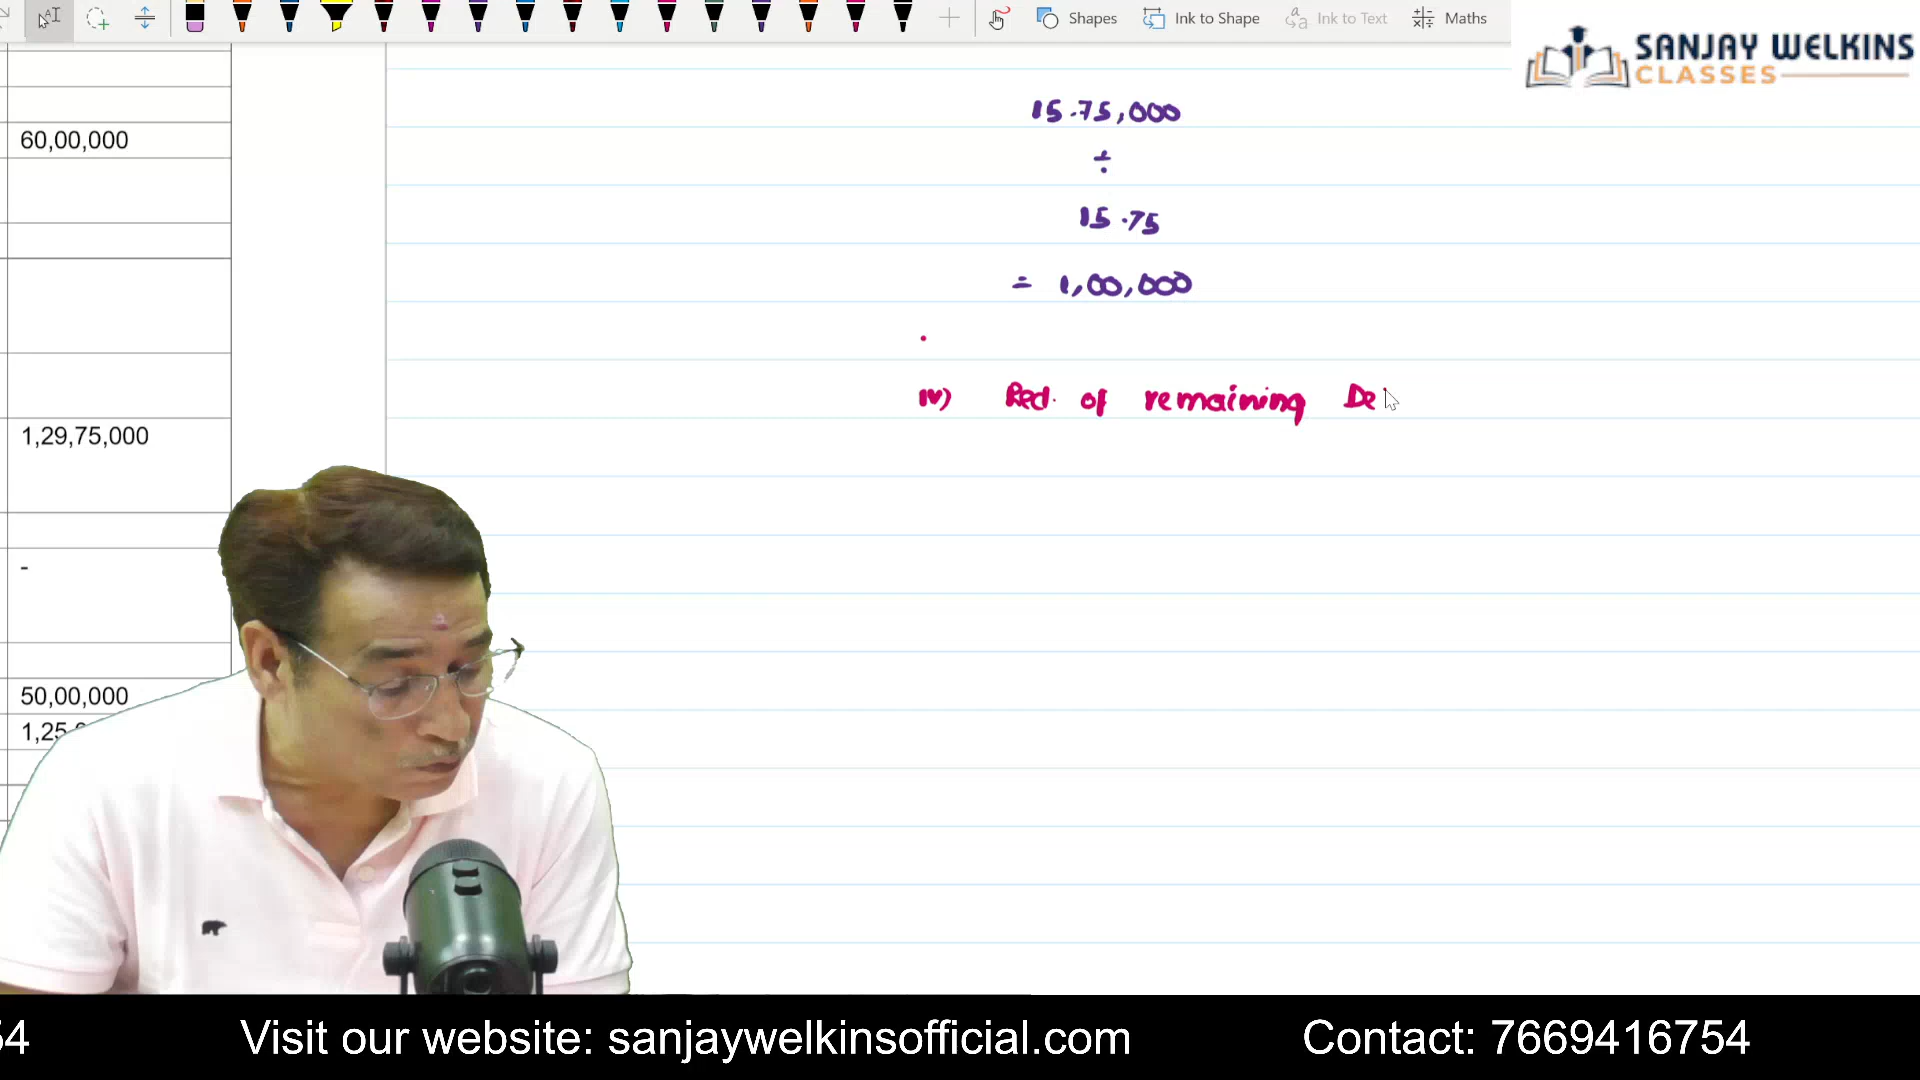 Shapes Ink to Shape Ink to Text Maths
SANJAY WELKINS
CLASSES
15.75,000
÷
15.75
= 1,00,000
IV) Red. of remaining De
60,00,000
1,29,75,000
-
50,00,000
Visit our website: sanjaywelkinsofficial.com Contact: 7669416754